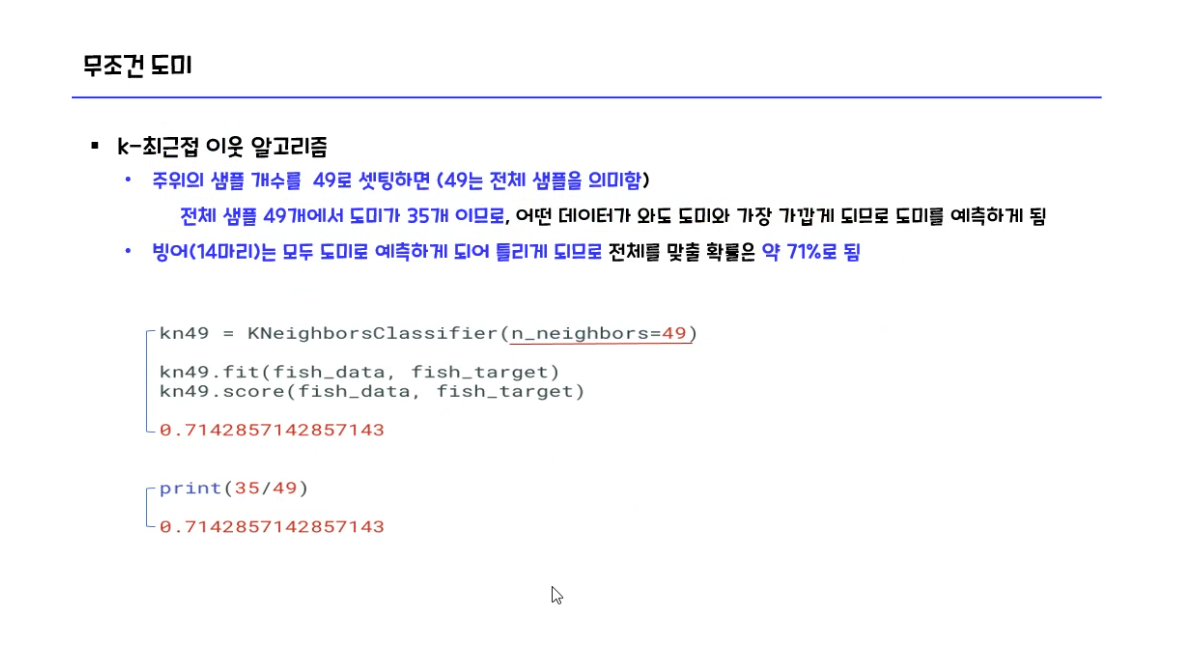 무조건 도미
▪ k-최근접 이웃 알고리즘
• 주위의 샘플 개수를 49로 셋팅하면 (49는 전체 샘플을 의미함)
전체 샘플 49개에서 도미가 35개 이므로, 어떤 데이터가 와도 도미와 가장 가깝게 되므로 도미를 예측하게 됨
• 빙어(14마리)는 모두 도미로 예측하게 되어 틀리게 되므로 전체를 맞출 확률은 약 71%로 됨
kn49 = KNeighborsClassifier(n_neighbors=49)
kn49.fit(fish_data, fish_target)
kn49.score(fish_data, fish_target)
0.7142857142857143
print(35/49)
0.7142857142857143